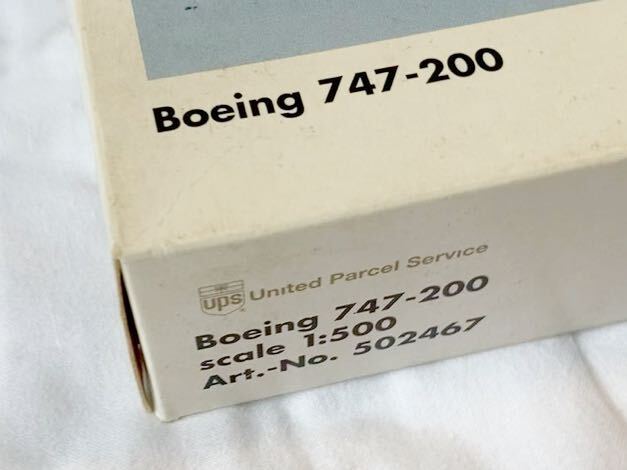 Boeing 747-200
ups United Parcel Service
Boeing 747-200
scale 1:500
Art.-No. 502467